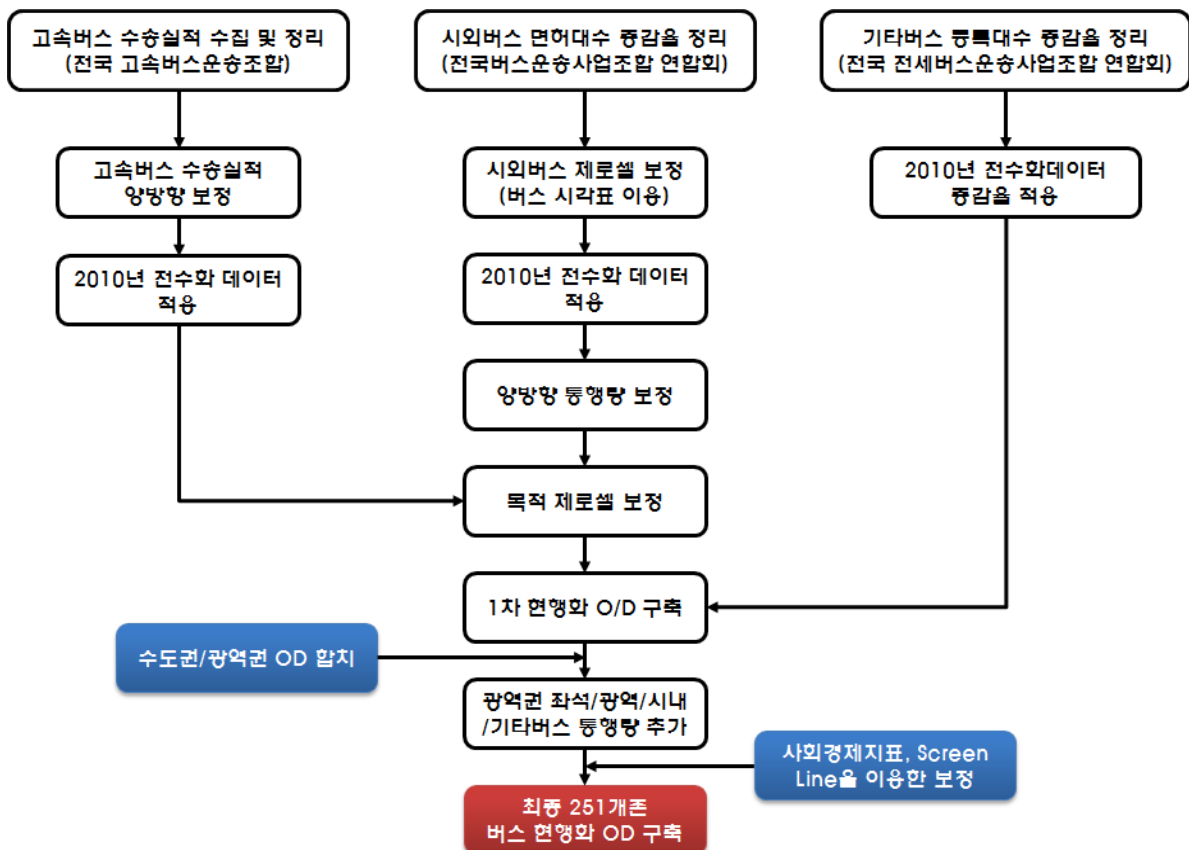 고속버스 수송실적 수집 및 정리
(전국 고속버스운송조합)
시외버스 면허대수 증감율 정리
(전국버스운송사업조합 연합회)
기타버스 등록대수 증감율 정리
(전국 전세버스운송사업조합 연합회)
고속버스 수송실적
양방향 보정
시외버스 제로셀 보정
(버스 시각표 이용)
2010년 전수화데이터
증감율 적용
2010년 전수화 데이터
적용
2010년 전수화 데이터
적용
양방향 통행량 보정
목적 제로셀 보정
1차 현행화 O/D 구축
수도권/광역권 OD 합치
광역권 좌석/광역/시내
/기타버스 통행량 추가
사회경제지표, Screen
Line을 이용한 보정
최종 251개존
버스 현행화 OD 구축